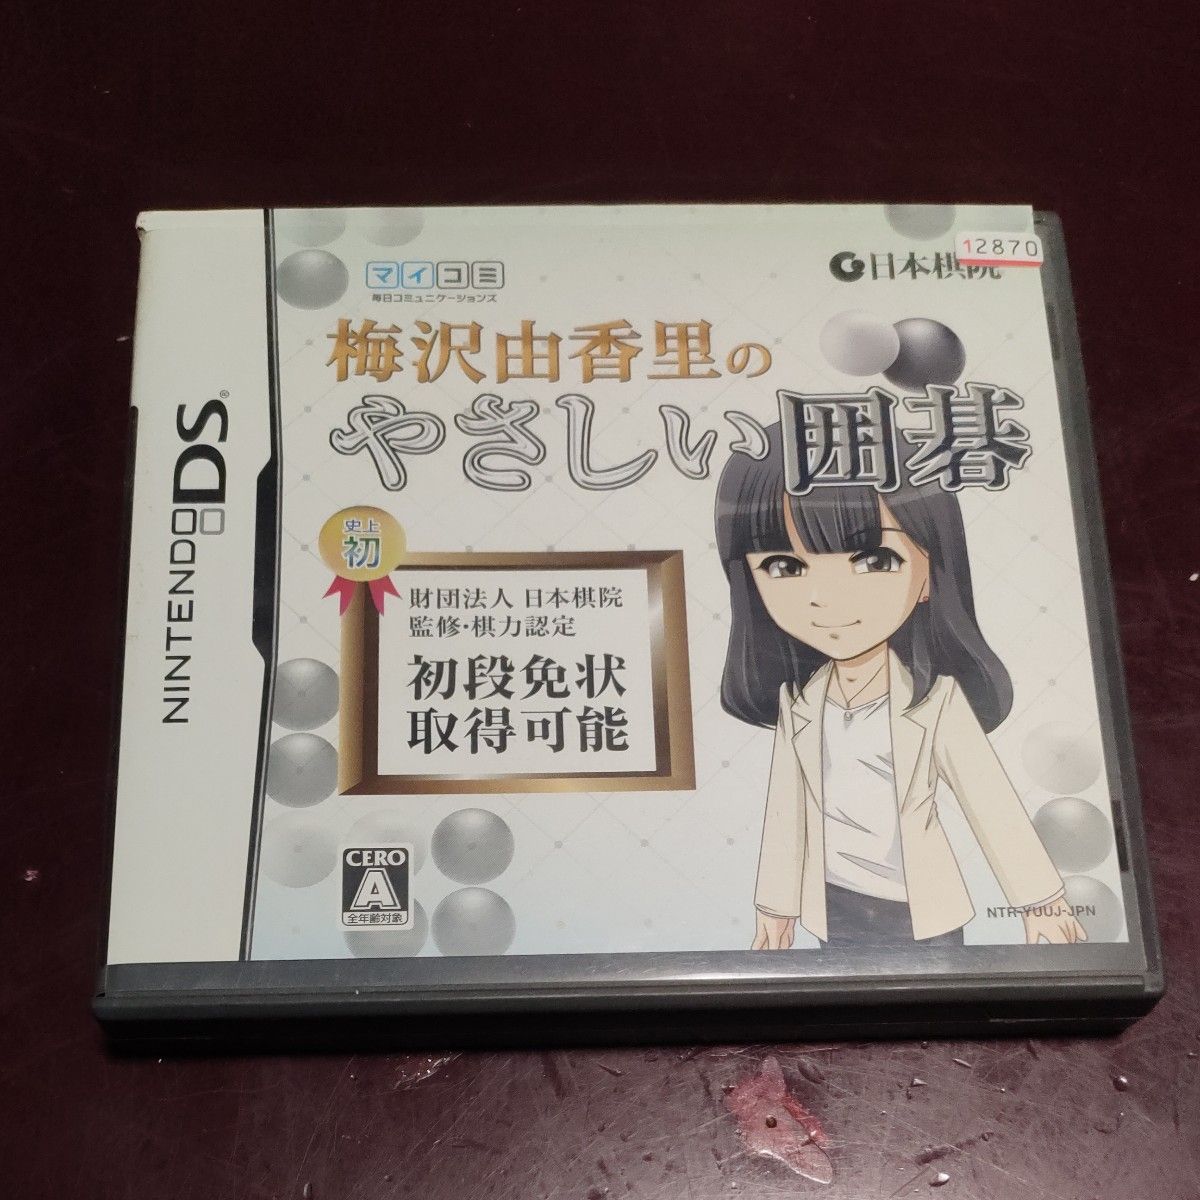 NINTENDO DS®
マイコミ
毎日コミュニケーションズ
日本棋院
12870
梅沢由香里の
やさしい囲碁
史上
初
財団法人 日本棋院
監修・棋力認定
初段免状
取得可能
CERO
A
全年齢対象
NTR-YUUJ-JPN